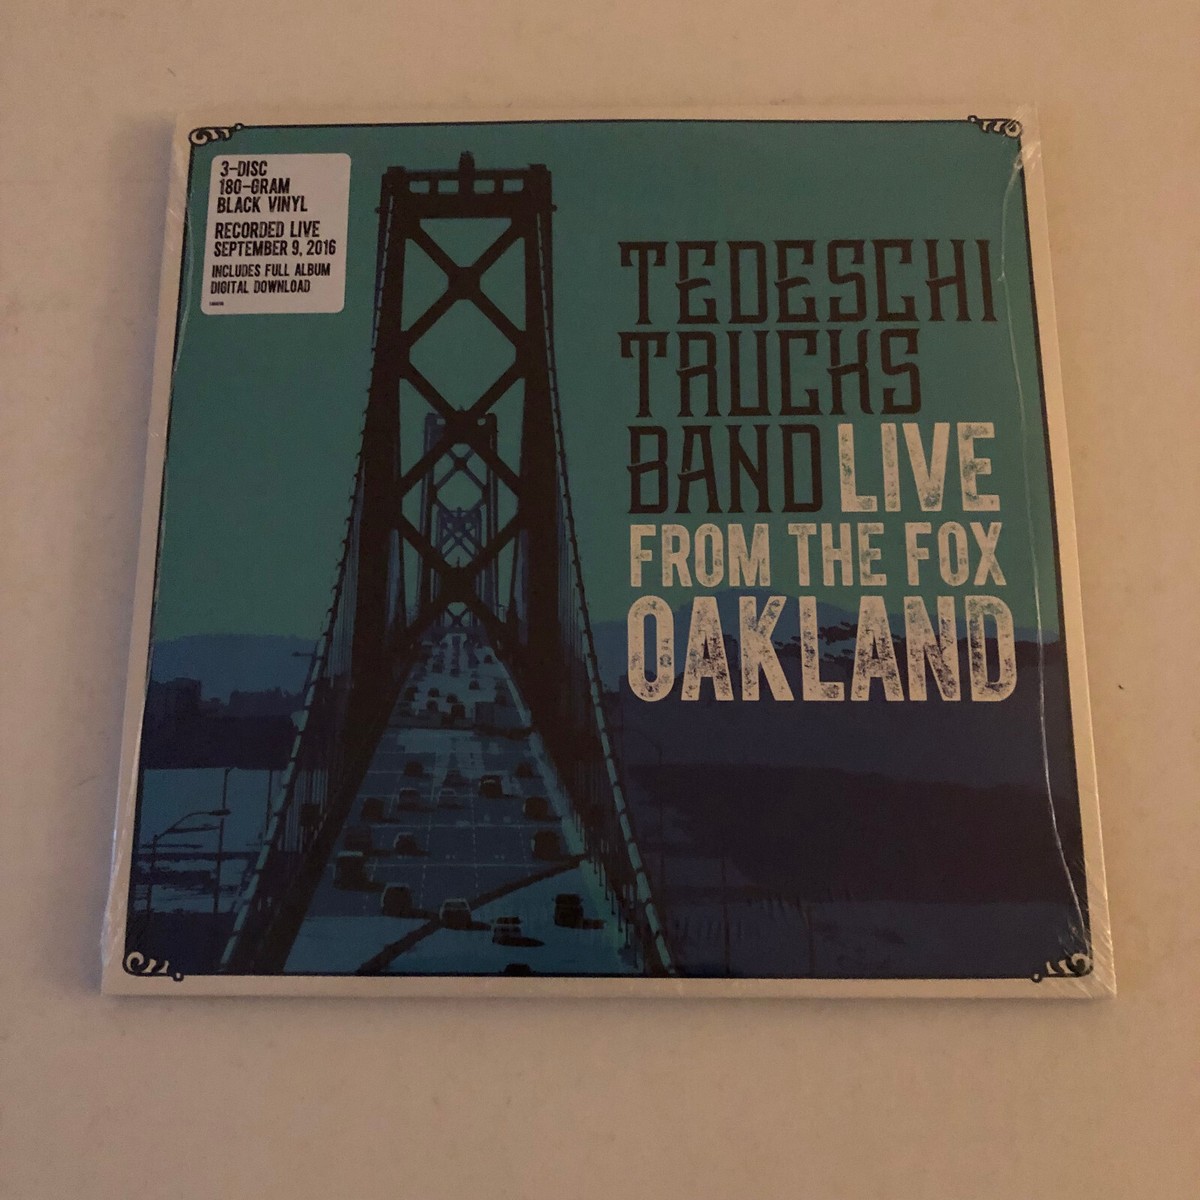 3-DISC
180-GRAM
BLACK VINYL
RECORDED LIVE
SEPTEMBER 9, 2016
INCLUDES FULL ALBUM
DIGITAL DOWNLOAD
TEDESCHI
TRUCKS
BAND LIVE
FROM THE FOX
OAKLAND